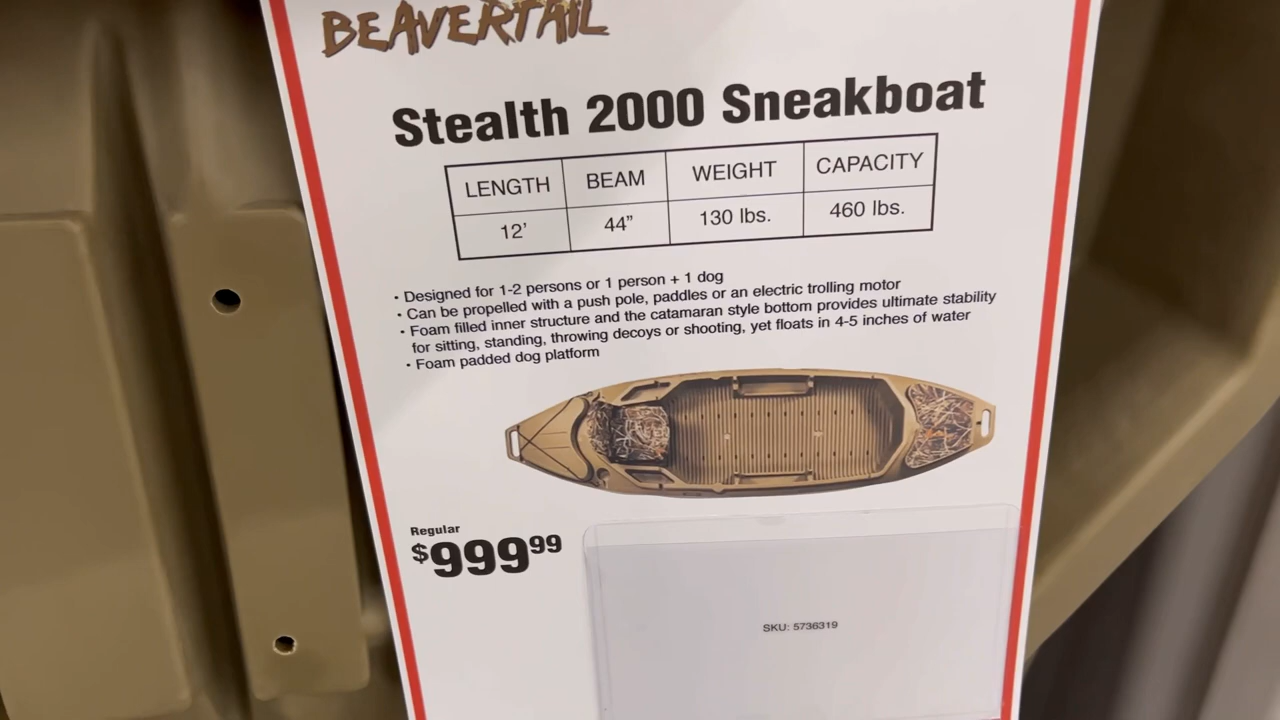 BEAVERTAIL
Stealth 2000 Sneakboat
LENGTH BEAM WEIGHT CAPACITY
12' 44" 130 lbs. 460 lbs.
• Designed for 1-2 persons or 1 person + 1 dog
• Can be propelled with a push pole, paddles or an electric trolling motor
• Foam filled inner structure and the catamaran style bottom provides ultimate stability
for sitting, standing, throwing decoys or shooting, yet floats in 4-5 inches of water
• Foam padded dog platform
Regular
$999 99
SKU: 5736319